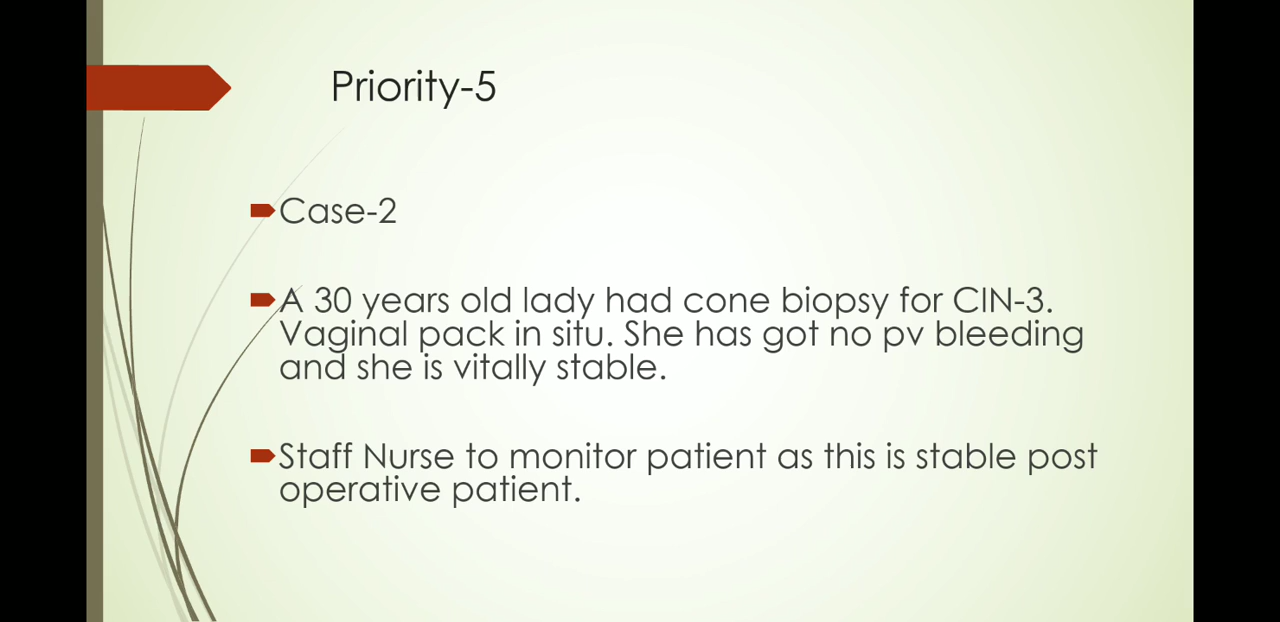 Priority-5
Case-2
A 30 years old lady had cone biopsy for CIN-3.
Vaginal pack in situ. She has got no pv bleeding
and she is vitally stable.
Staff Nurse to monitor patient as this is stable post
operative patient.